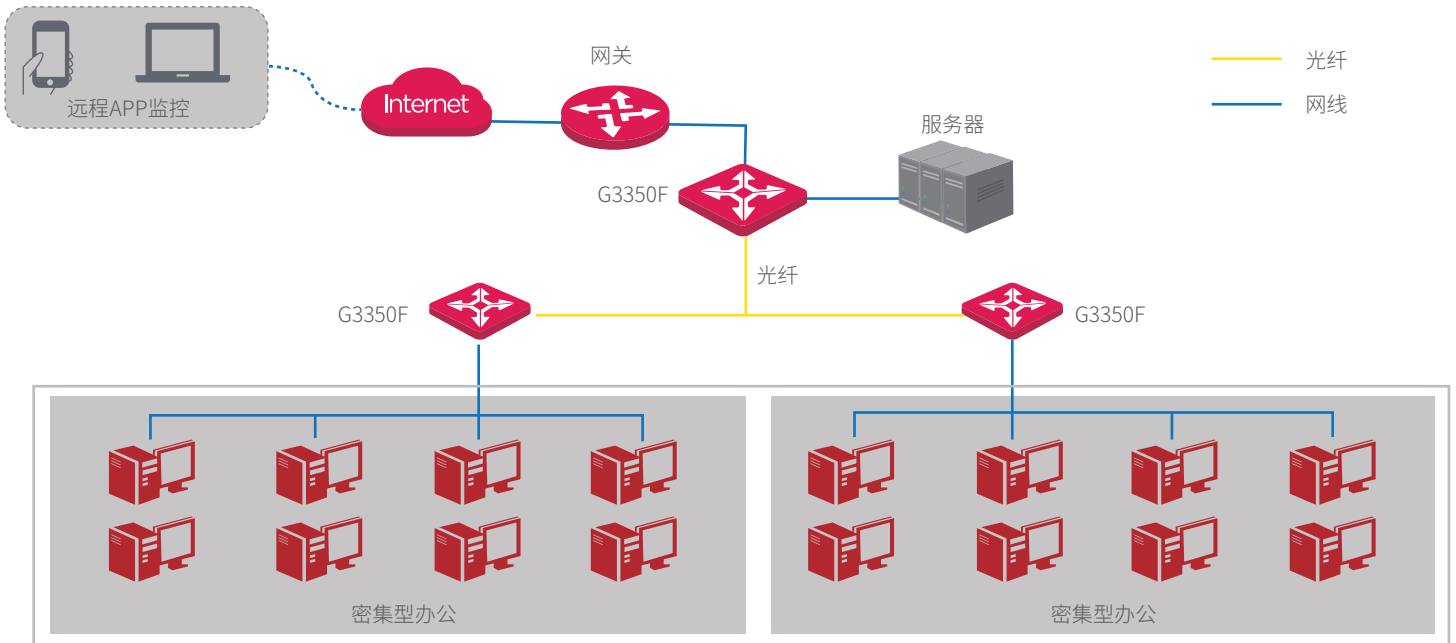 远程APP监控
Internet
网关
光纤
网线
服务器
G3350F
光纤
G3350F
G3350F
密集型办公
密集型办公